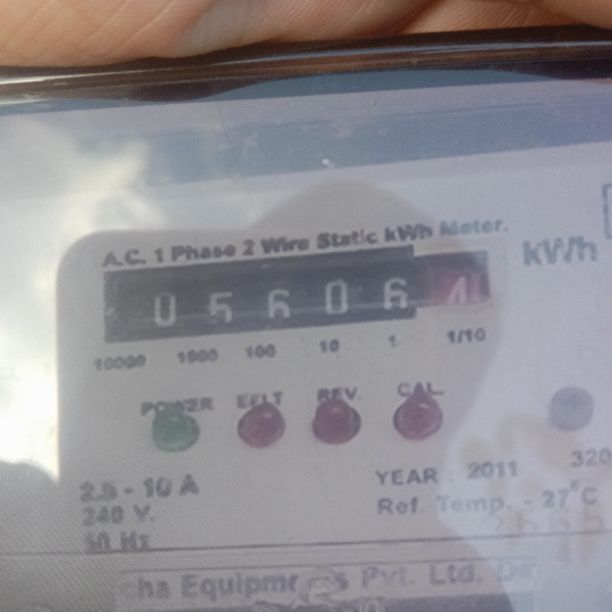 A.C. 1 Phase 2 Wire Static kWh Meter.
kWh
0 5 6 0 6 4
10000 1000 100 10 1 1/10
POWER EFLT REV. CAL
320
2.5 - 10 A
240 V.
50 Hz
YEAR : 2011
Ref. Temp. - 27°C
Pvt. Ltd.